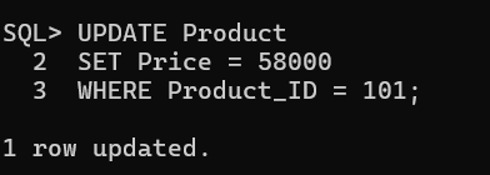 SQL> UPDATE Product
  2  SET Price = 58000
  3  WHERE Product_ID = 101;
1 row updated.